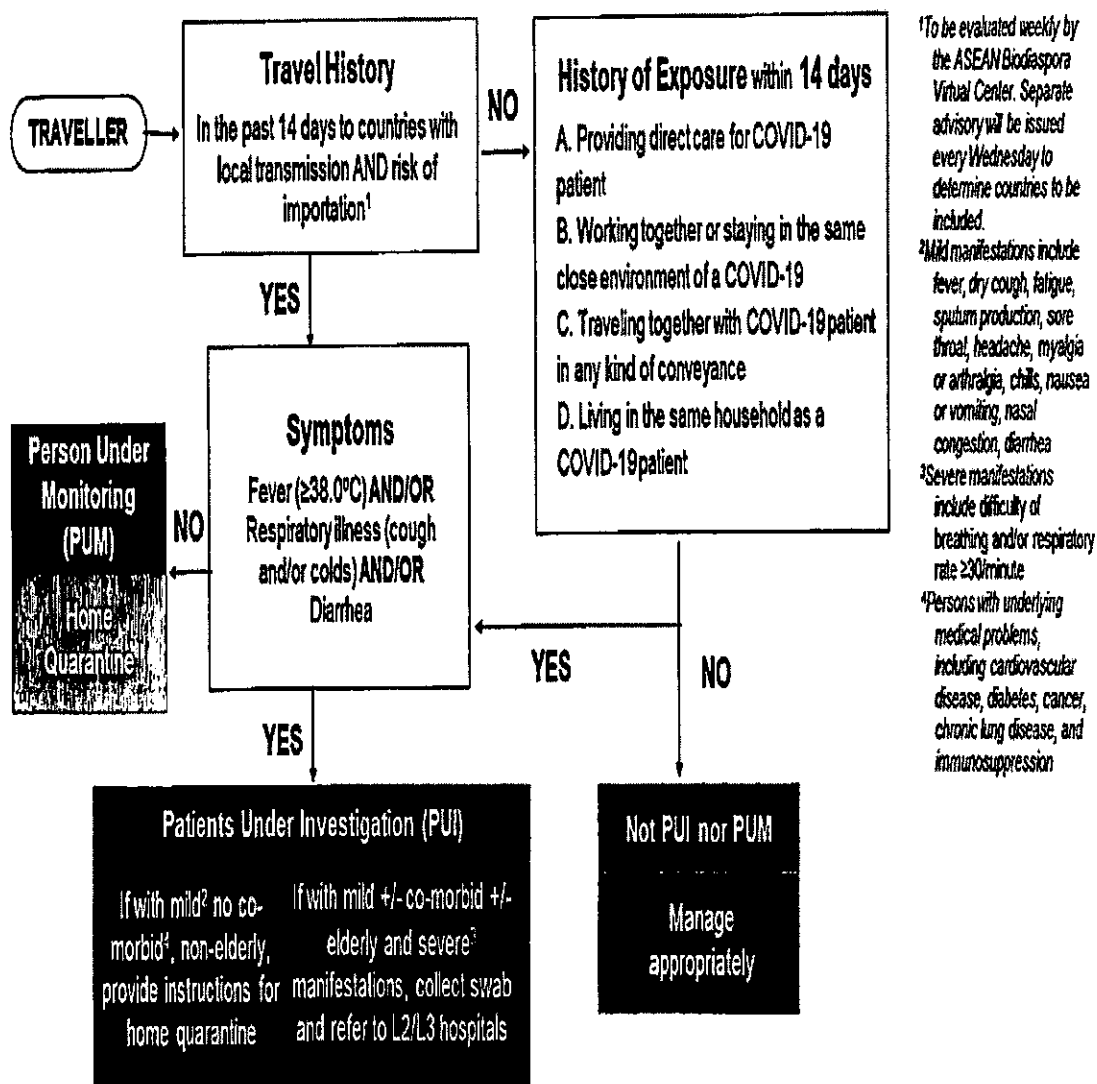 TRAVELLER
Travel History
In the past 14 days to countries with
local transmission AND risk of
importation¹
NO
History of Exposure within 14 days
A. Providing direct care for COVID-19
patient
B. Working together or staying in the same
close environment of a COVID-19
C. Traveling together with COVID-19 patient
in any kind of conveyance
D. Living in the same household as a
COVID-19 patient
YES
Symptoms
Fever (≥38.0ºC) AND/OR
Respiratory illness (cough
and/or colds) AND/OR
Diarrhea
NO
Person Under
Monitoring
(PUM)
Home
Quarantine
YES
NO
YES
Patients Under Investigation (PUI)
If with mild² no co-
morbid⁴, non-elderly,
provide instructions for
home quarantine
If with mild +/- co-morbid +/-
elderly and severe³
manifestations, collect swab
and refer to L2/L3 hospitals
Not PUI nor PUM
Manage
appropriately
¹To be evaluated weekly by
the ASEAN Biodiaspora
Virtual Center. Separate
advisory will be issued
every Wednesday to
determine countries to be
included.
²Mild manifestations include
fever, dry cough, fatigue,
sputum production, sore
throat, headache, myalgia
or arthralgia, chills, nausea
or vomiting, nasal
congestion, diarrhea
³Severe manifestations
include difficulty of
breathing and/or respiratory
rate ≥30/minute
⁴Persons with underlying
medical problems,
including cardiovascular
disease, diabetes, cancer,
chronic lung disease, and
immunosuppression